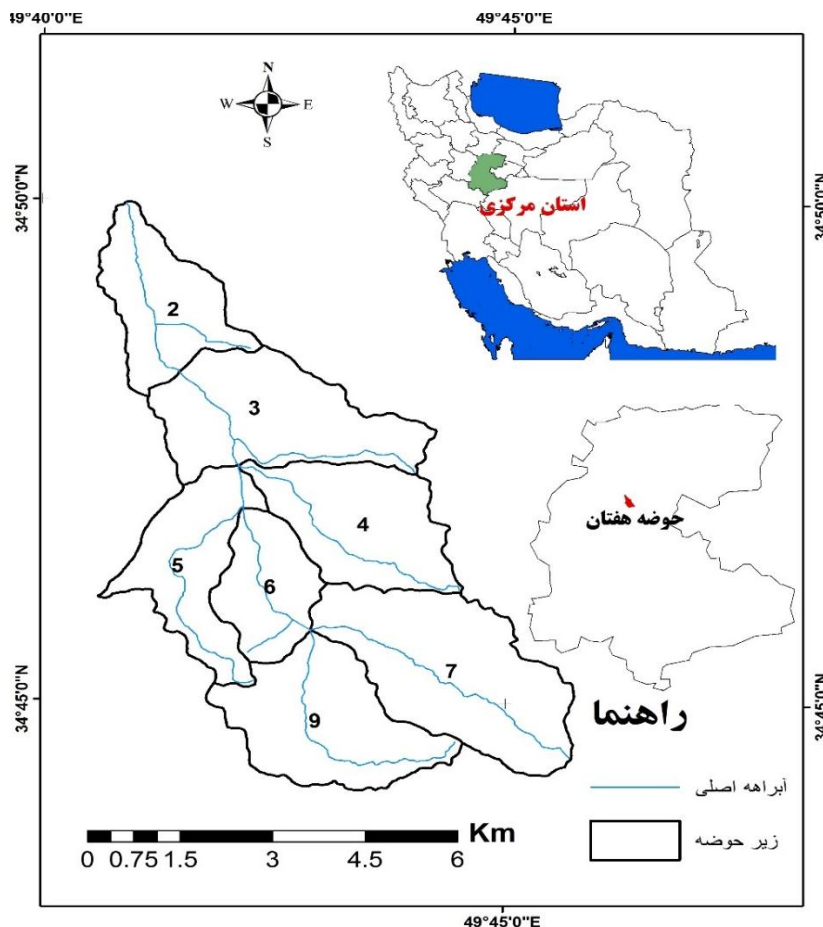 49°40'0"E
49°45'0"E
N
W
E
S
34°50'0"N
34°50'0"N
استان مرکزی
2
3
4
حوضه هفتان
5
6
7
34°45'0"N
34°45'0"N
9
راهنما
آبراهه اصلی
زیر حوضه
Km
0 0.75 1.5 3 4.5 6
49°45'0"E